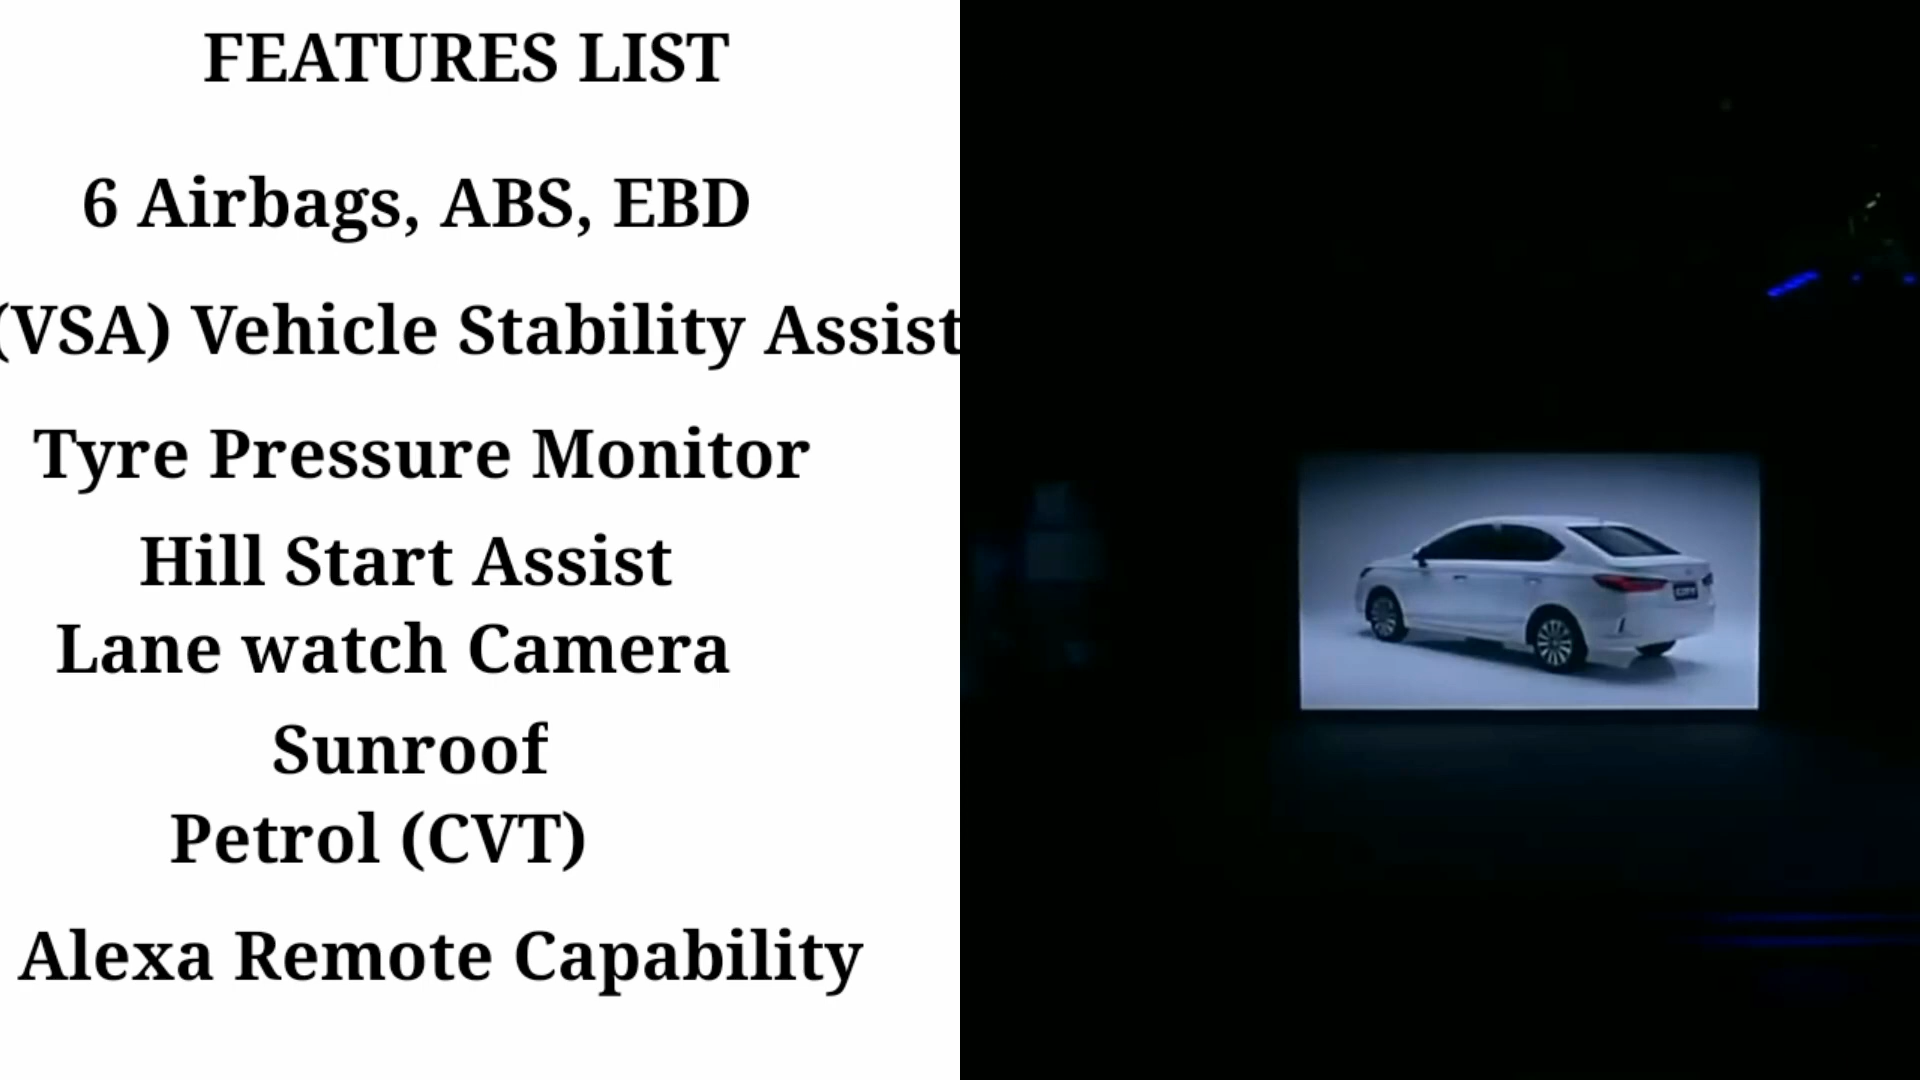 FEATURES LIST
6 Airbags, ABS, EBD
(VSA) Vehicle Stability Assist
Tyre Pressure Monitor
Hill Start Assist
Lane watch Camera
Sunroof
Petrol (CVT)
Alexa Remote Capability
CITY